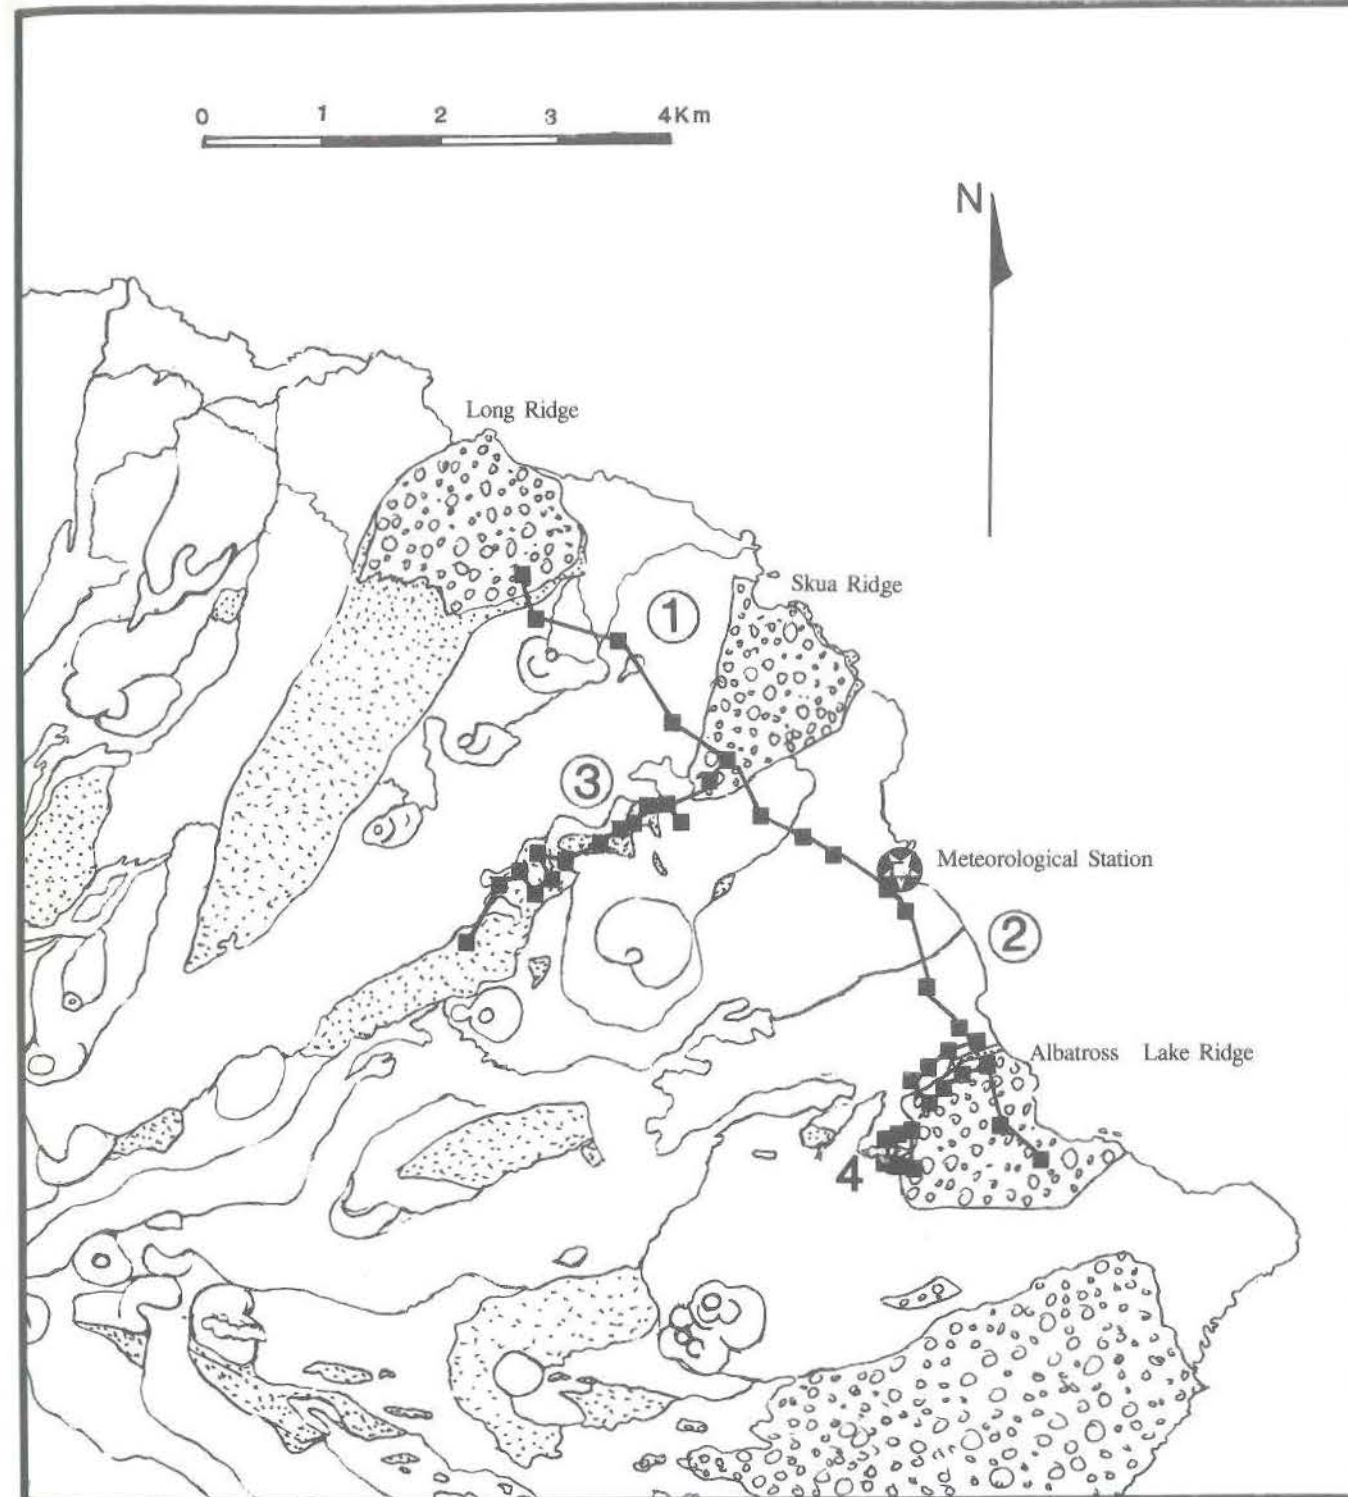 0 1 2 3 4Km
N
Long Ridge
Skua Ridge
1
3
Meteorological Station
2
Albatross Lake Ridge
4